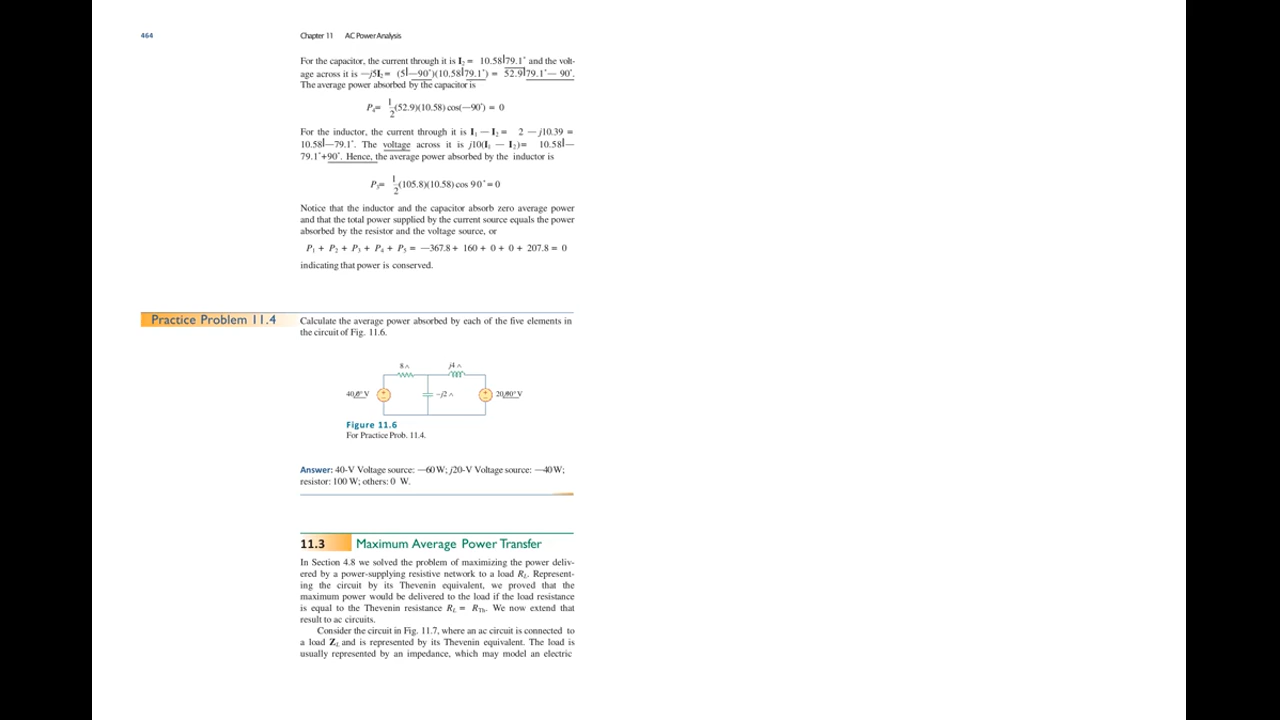 464
Chapter 11 AC Power Analysis
For the capacitor, the current through it is I₂ = 10.58⌊79.1° and the volt-
age across it is —j5I₂ = (5⌊—90°)(10.58⌊79.1°) = 52.9⌊79.1°— 90°.
The average power absorbed by the capacitor is
P₄= 1/2(52.9)(10.58) cos(—90°) = 0
For the inductor, the current through it is I₁ — I₂ = 2 — j10.39 =
10.58⌊—79.1°. The voltage across it is j10(I₁ — I₂)= 10.58⌊—
79.1°+90°. Hence, the average power absorbed by the inductor is
P₃= 1/2(105.8)(10.58) cos 90° = 0
Notice that the inductor and the capacitor absorb zero average power
and that the total power supplied by the current source equals the power
absorbed by the resistor and the voltage source, or
P₁ + P₂ + P₃ + P₄ + P₅ = —367.8 + 160 + 0 + 0 + 207.8 = 0
indicating that power is conserved.
Practice Problem 11.4
Calculate the average power absorbed by each of the five elements in
the circuit of Fig. 11.6.
8 ^ j4 ^
40⌊0° V −j2 ^ 20⌊90° V
Figure 11.6
For Practice Prob. 11.4.
Answer: 40-V Voltage source: —60 W; j20-V Voltage source: —40 W;
resistor: 100 W; others: 0 W.
11.3 Maximum Average Power Transfer
In Section 4.8 we solved the problem of maximizing the power deliv-
ered by a power-supplying resistive network to a load R_L. Represent-
ing the circuit by its Thevenin equivalent, we proved that the
maximum power would be delivered to the load if the load resistance
is equal to the Thevenin resistance R_L = R_Th. We now extend that
result to ac circuits.
Consider the circuit in Fig. 11.7, where an ac circuit is connected to
a load Z_L and is represented by its Thevenin equivalent. The load is
usually represented by an impedance, which may model an electric